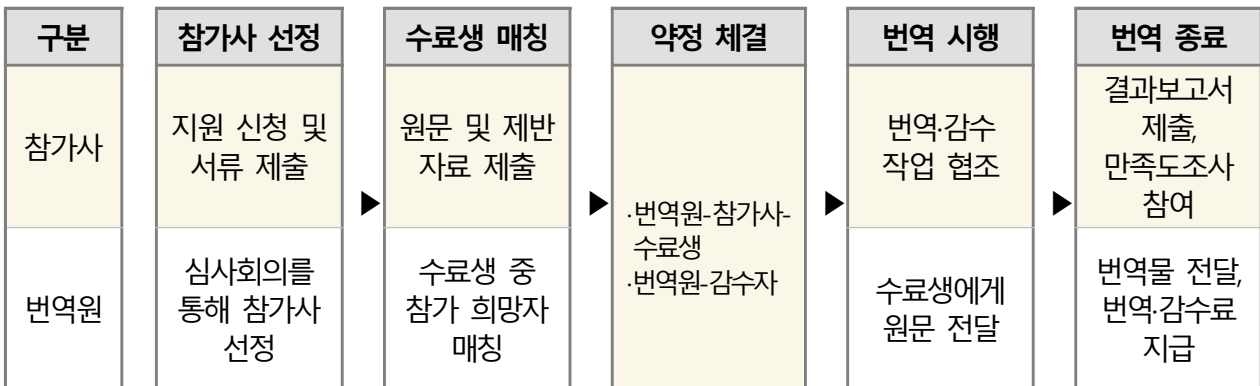 구분
참가사 선정
수료생 매칭
약정 체결
번역 시행
번역 종료
참가사
지원 신청 및
서류 제출
원문 및 제반
자료 제출
번역·감수
작업 협조
결과보고서
제출,
만족도조사
참여
·번역원-참가사-
수료생
·번역원-감수자
번역원
심사회의를
통해 참가사
선정
수료생 중
참가 희망자
매칭
수료생에게
원문 전달
번역물 전달,
번역·감수료
지급